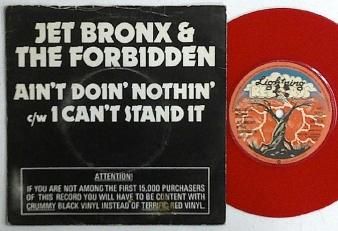 JET BRONX &
THE FORBIDDEN
AIN'T DOIN' NOTHIN'
c/w I CAN'T STAND IT
ATTENTION!
IF YOU ARE NOT AMONG THE FIRST 15,000 PURCHASERS
OF THIS RECORD YOU WILL HAVE TO BE CONTENT WITH
CRUMMY BLACK VINYL INSTEAD OF TERRIFIC RED VINYL.
Lightning